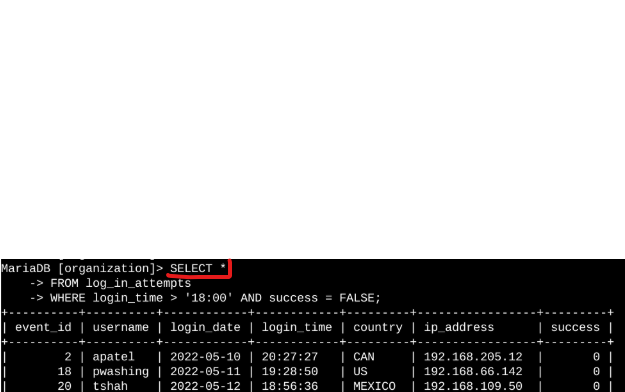 MariaDB [organization]> SELECT *
-> FROM log_in_attempts
-> WHERE login_time > '18:00' AND success = FALSE;
+----------+----------+------------+------------+---------+-----------------+---------+
| event_id | username | login_date | login_time | country | ip_address | success |
+----------+----------+------------+------------+---------+-----------------+---------+
| 2 | apatel | 2022-05-10 | 20:27:27 | CAN | 192.168.205.12 | 0 |
| 18 | pwashing | 2022-05-11 | 19:28:50 | US | 192.168.66.142 | 0 |
| 20 | tshah | 2022-05-12 | 18:56:36 | MEXICO | 192.168.109.50 | 0 |